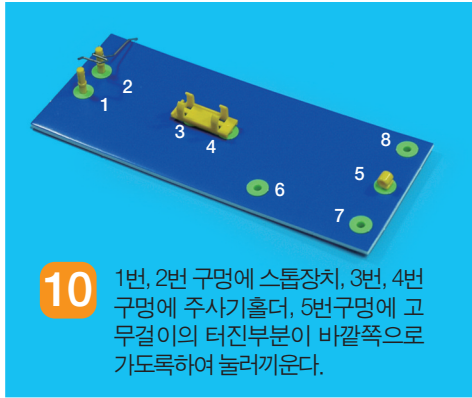 2
1
3
4
8
5
6
7
10
1번, 2번 구멍에 스톱장치, 3번, 4번
구멍에 주사기홀더, 5번구멍에 고
무걸이의 터진부분이 바깥쪽으로
가도록하여 눌러끼운다.